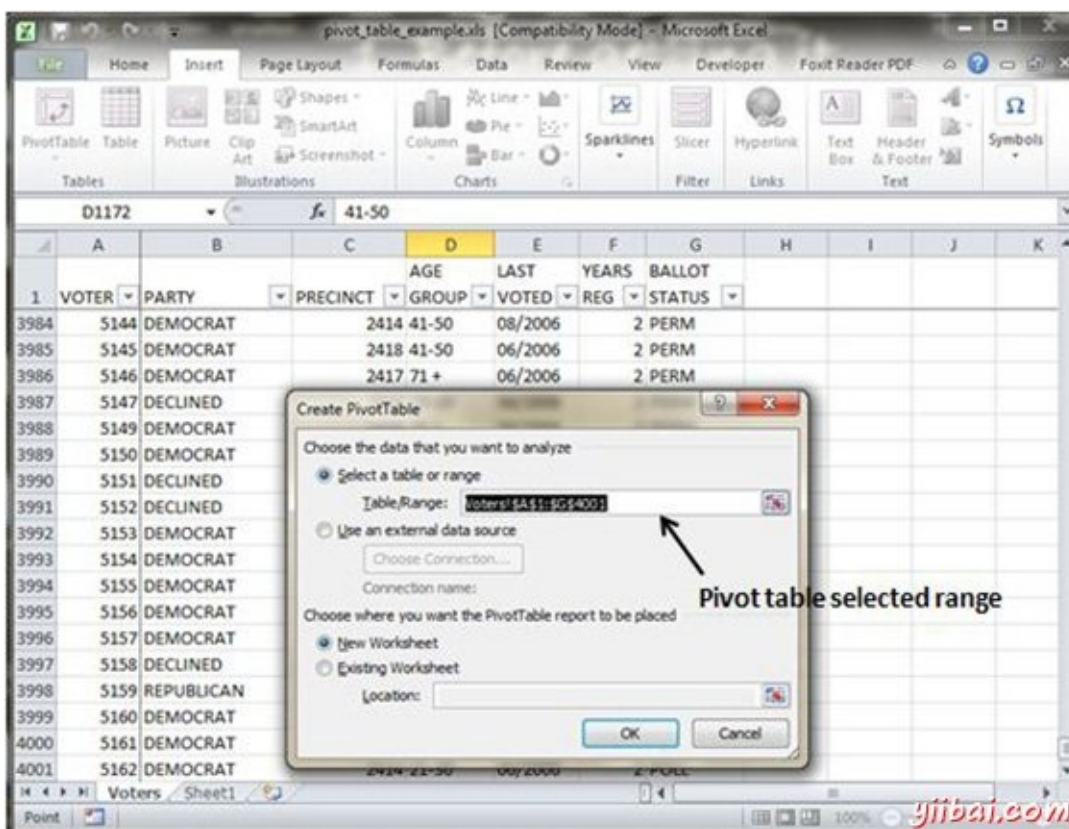 pivot_table_example.xls [Compatibility Mode] - Microsoft Excel
File Home Insert Page Layout Formulas Data Review View Developer Foxit Reader PDF
PivotTable Table Picture Clip Art Shapes SmartArt Screenshot Column Line Pie Bar Sparklines Slicer Hyperlink Text Box Header & Footer Symbols
Tables Illustrations Charts Filter Links Text
D1172 fx 41-50
A B C D E F G H I J K
1 VOTER PARTY PRECINCT AGE GROUP LAST VOTED YEARS REG BALLOT STATUS
3984 5144 DEMOCRAT 2414 41-50 08/2006 2 PERM
3985 5145 DEMOCRAT 2418 41-50 06/2006 2 PERM
3986 5146 DEMOCRAT 2417 71 + 06/2006 2 PERM
3987 5147 DECLINED
3988 5149 DEMOCRAT
3989 5150 DEMOCRAT
3990 5151 DECLINED
3991 5152 DECLINED
3992 5153 DEMOCRAT
3993 5154 DEMOCRAT
3994 5155 DEMOCRAT
3995 5156 DEMOCRAT
3996 5157 DEMOCRAT
3997 5158 DECLINED
3998 5159 REPUBLICAN
3999 5160 DEMOCRAT
4000 5161 DEMOCRAT
4001 5162 DEMOCRAT
Create PivotTable
Choose the data that you want to analyze
Select a table or range
Table/Range: Voters!$A$1:$G$4001
Use an external data source
Choose Connection...
Connection name:
Choose where you want the PivotTable report to be placed
New Worksheet
Existing Worksheet
Location:
OK Cancel
Pivot table selected range
Voters Sheet1
Point 100%
yiibai.com